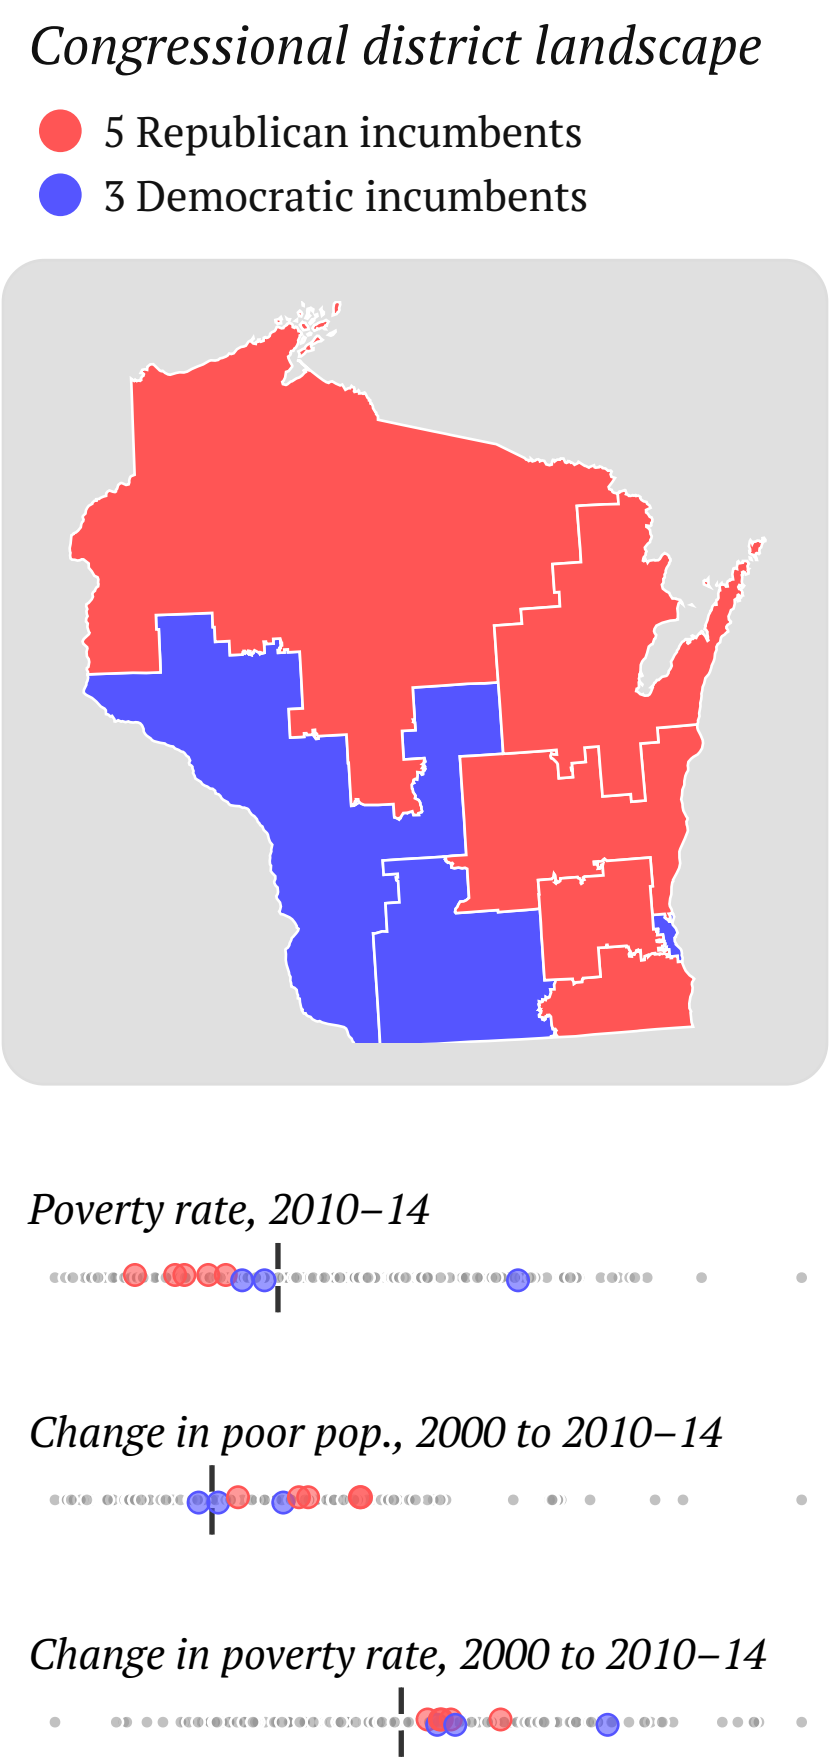 Congressional district landscape
5 Republican incumbents
3 Democratic incumbents
Poverty rate, 2010–14
Change in poor pop., 2000 to 2010–14
Change in poverty rate, 2000 to 2010–14